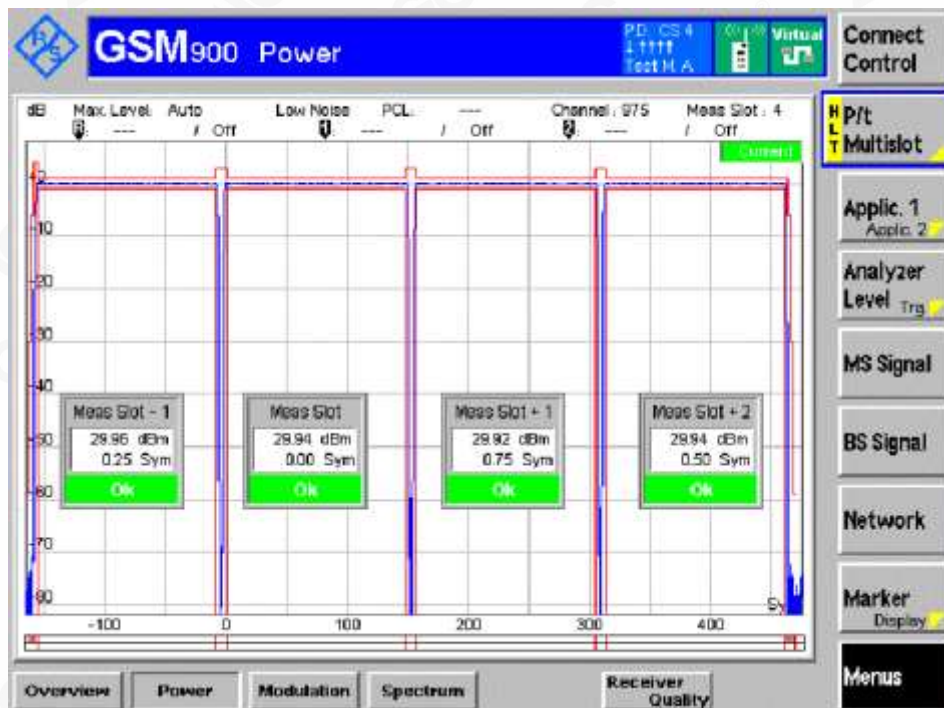 R S
GSM900 Power
PD CS 4
↓ ↑↑↑↑
Test M. A
Virtual
Connect
Control
dB Max. Level: Auto Low Noise PCL: --- Channel: 975 Meas Slot: 4
--- / Off 1: --- / Off 2: --- / Off
H L T
P/t
Multislot
Current
-10
-20
-30
-40
-50
-60
-70
-80
Applic. 1
Applic. 2
Analyzer
Level Trg
MS Signal
BS Signal
Network
Marker
Display
Menus
Meas Slot - 1
29.96 dBm
0.25 Sym
Ok
Meas Slot
29.94 dBm
0.00 Sym
Ok
Meas Slot + 1
29.92 dBm
0.75 Sym
Ok
Meas Slot + 2
29.94 dBm
0.50 Sym
Ok
-100 0 100 200 300 400
Overview Power Modulation Spectrum Receiver Quality